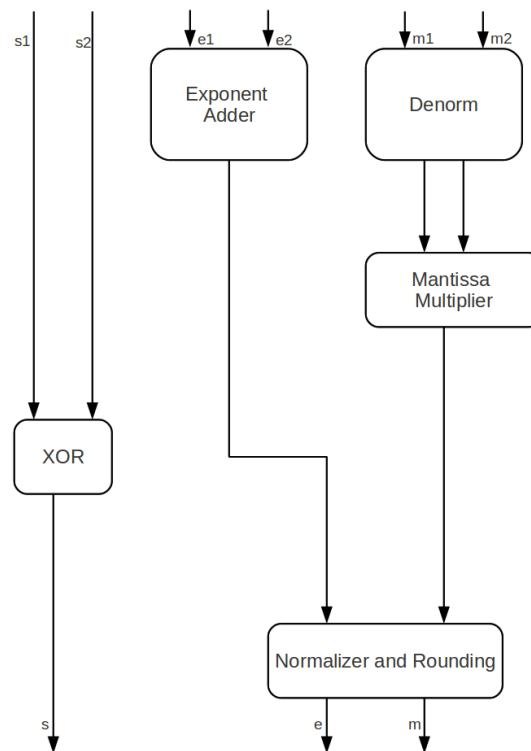 s1
s2
e1
e2
m1
m2
Exponent
Adder
Denorm
Mantissa
Multiplier
XOR
Normalizer and Rounding
s
e
m